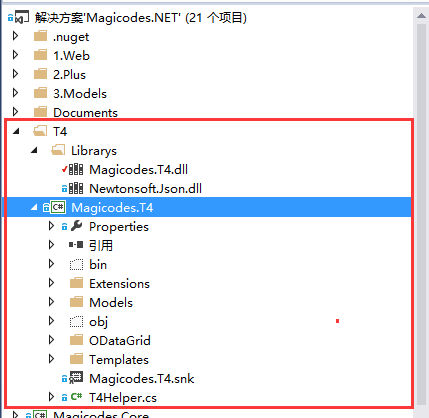 解决方案'Magicodes.NET' (21 个项目)
.nuget
1.Web
2.Plus
3.Models
Documents
T4
Librarys
Magicodes.T4.dll
Newtonsoft.Json.dll
C# Magicodes.T4
Properties
引用
bin
Extensions
Models
obj
ODataGrid
Templates
Magicodes.T4.snk
C# T4Helper.cs
C# Magicodes.Core